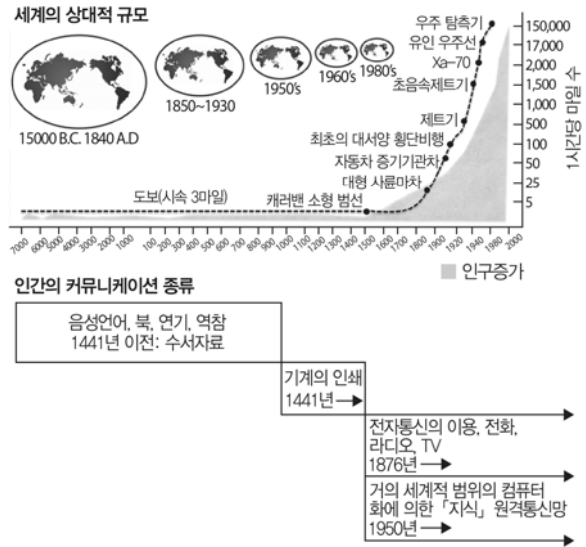 세계의 상대적 규모
15000 B.C. 1840 A.D
1850~1930
1950's
1960's
1980's
우주 탐측기
유인 우주선
Xa-70
초음속제트기
제트기
최초의 대서양 횡단비행
자동차 증기기관차
대형 사륜마차
도보(시속 3마일)
캐러밴 소형 범선
150,000
17,000
2,000
1,500
1,000
500
100
50
25
5
1시간당 마일 수
7000 6000 5000 4000 3000 2000 1000 100 200 300 400 500 600 700 800 900 1000 1100 1200 1300 1400 1500 1600 1700 1800 1900 1920 1940 1960 1980 2000
인구증가
인간의 커뮤니케이션 종류
음성언어, 북, 연기, 역참
1441년 이전: 수서자료
기계의 인쇄
1441년
전자통신의 이용, 전화,
라디오, TV
1876년
거의 세계적 범위의 컴퓨터
화에 의한 「지식」 원격통신망
1950년